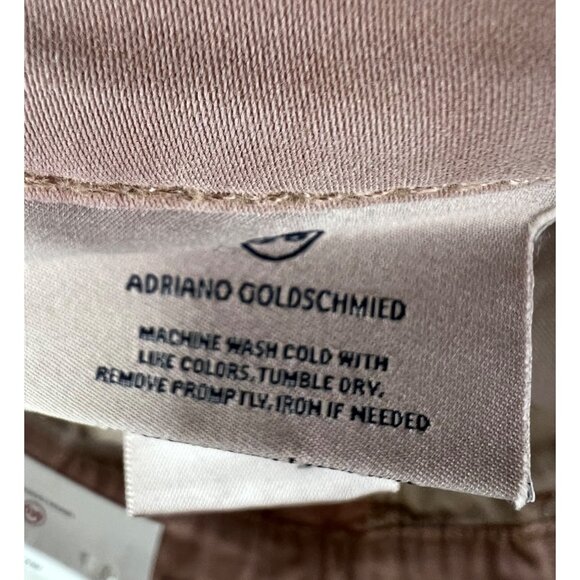 ADRIANO GOLDSCHMIED
MACHINE WASH COLD WITH
LIKE COLORS. TUMBLE DRY.
REMOVE PROMPTLY. IRON IF NEEDED